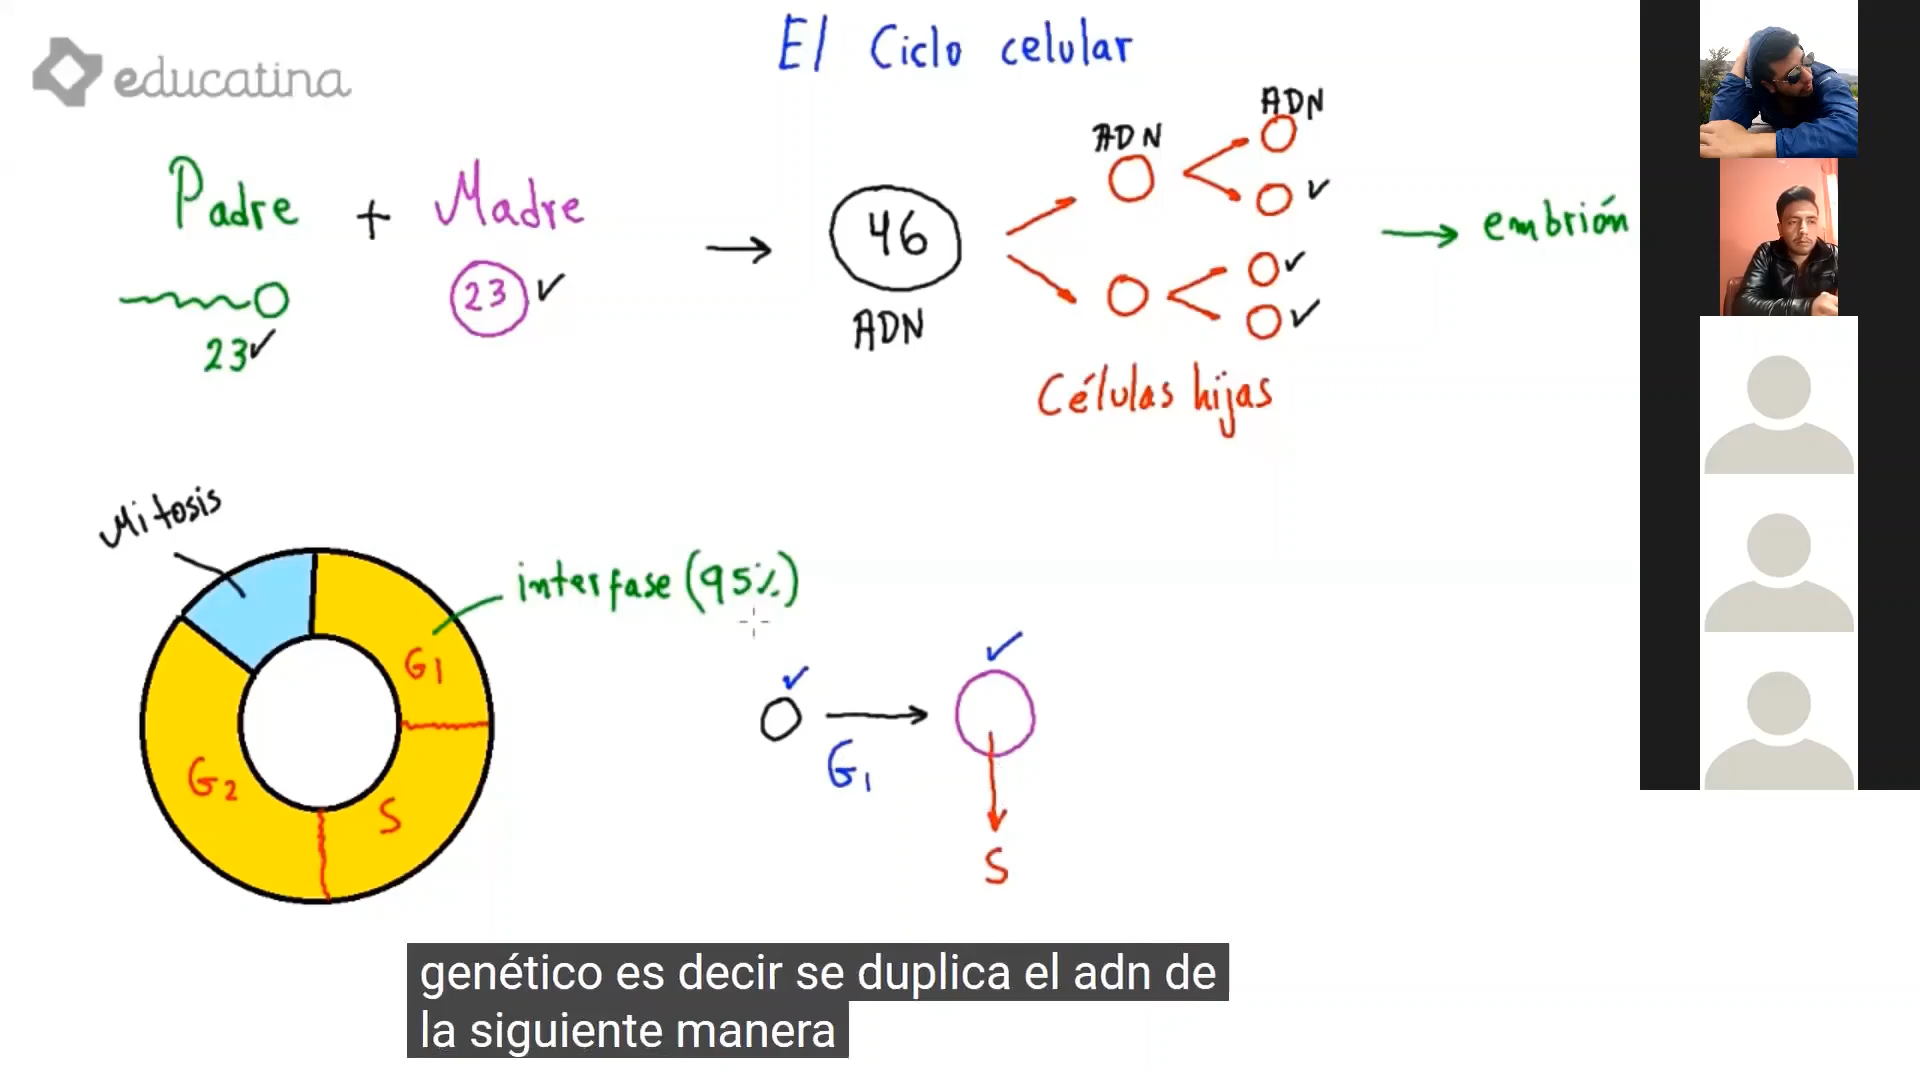 El Ciclo celular
educatina
ADN
ADN
Padre + Madre
46
embrión
23
23
ADN
Células hijas
Mitosis
interfase (95%)
G1
G1
G2
S
S
genético es decir se duplica el adn de
la siguiente manera